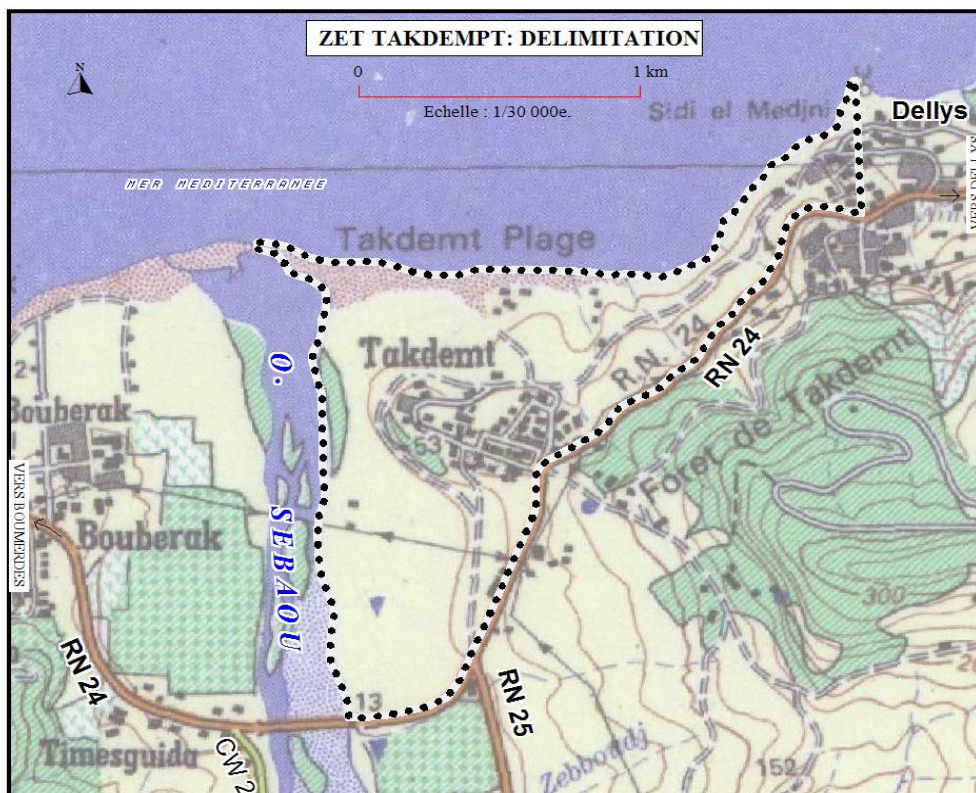 ZET TAKDEMPT: DELIMITATION
N
0 1 km
Echelle : 1/30 000e.
Sidi el Medjni
Dellys
MER MEDITERRANEE
Takdemt Plage
R.N. 24
RN 24
Takdemt
53
O. SEBAOU
Bouberak
Forêt de Takdemt
VERS BOUMERDES
Bouberak
300
RN 24
13
RN 25
Timesguida
CW 2
Zebboudj
152